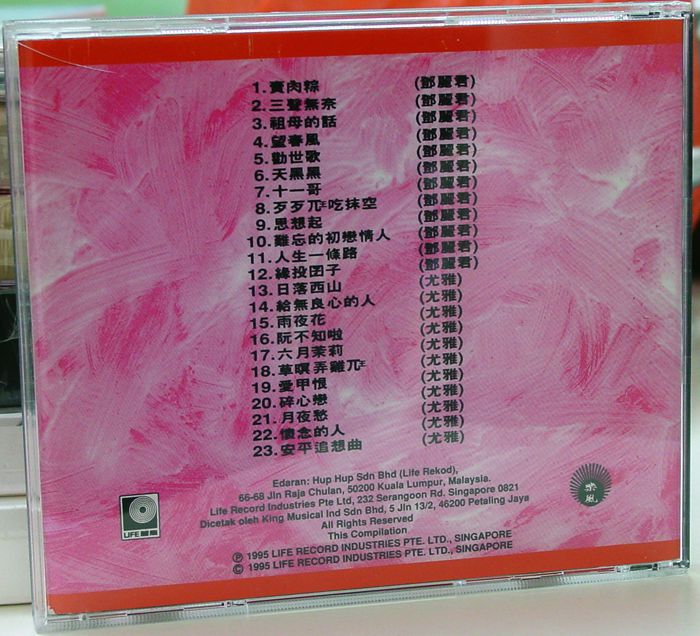 1. 賣肉粽 (鄧麗君)
2. 三聲無奈 (鄧麗君)
3. 祖母的話 (鄧麗君)
4. 望春風 (鄧麗君)
5. 勸世歌 (鄧麗君)
6. 天黑黑 (鄧麗君)
7. 十一哥 (鄧麗君)
8. 歹歹尪吃抹空 (鄧麗君)
9. 思想起 (鄧麗君)
10. 難忘的初戀情人 (鄧麗君)
11. 人生一條路 (鄧麗君)
12. 緣投囝子 (鄧麗君)
13. 日落西山 (尤雅)
14. 給無良心的人 (尤雅)
15. 雨夜花 (尤雅)
16. 阮不知啦 (尤雅)
17. 六月茉莉 (尤雅)
18. 草暝弄雞尪 (尤雅)
19. 愛甲恨 (尤雅)
20. 碎心戀 (尤雅)
21. 月夜愁 (尤雅)
22. 懷念的人 (尤雅)
23. 安平追想曲 (尤雅)
Edaran: Hup Hup Sdn Bhd (Life Rekod),
66-68 Jln Raja Chulan, 50200 Kuala Lumpur, Malaysia.
Life Record Industries Pte Ltd, 232 Serangoon Rd. Singapore 0821
Dicetak oleh King Musical Ind Sdn Bhd, 5 Jln 13/2, 46200 Petaling Jaya
All Rights Reserved
This Compilation
℗ 1995 LIFE RECORD INDUSTRIES PTE. LTD., SINGAPORE
© 1995 LIFE RECORD INDUSTRIES PTE. LTD., SINGAPORE
LIFE 麗風